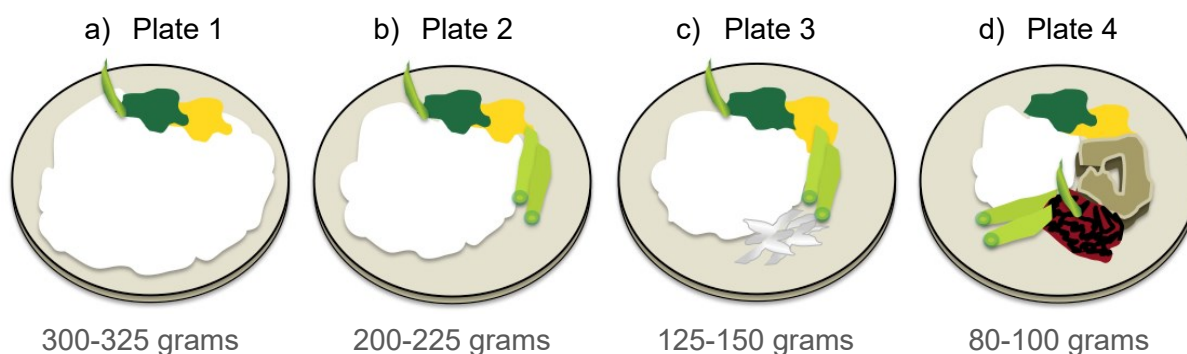 a) Plate 1
b) Plate 2
c) Plate 3
d) Plate 4
300-325 grams
200-225 grams
125-150 grams
80-100 grams